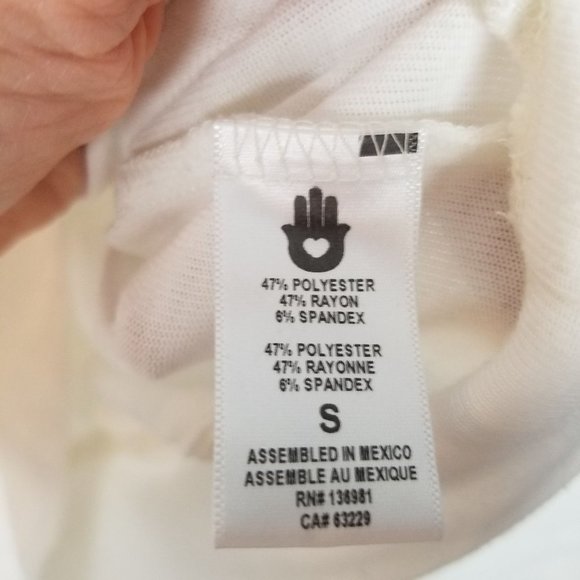 47% POLYESTER
47% RAYON
6% SPANDEX
47% POLYESTER
47% RAYONNE
6% SPANDEX
S
ASSEMBLED IN MEXICO
ASSEMBLE AU MEXIQUE
RN# 136981
CA# 63229